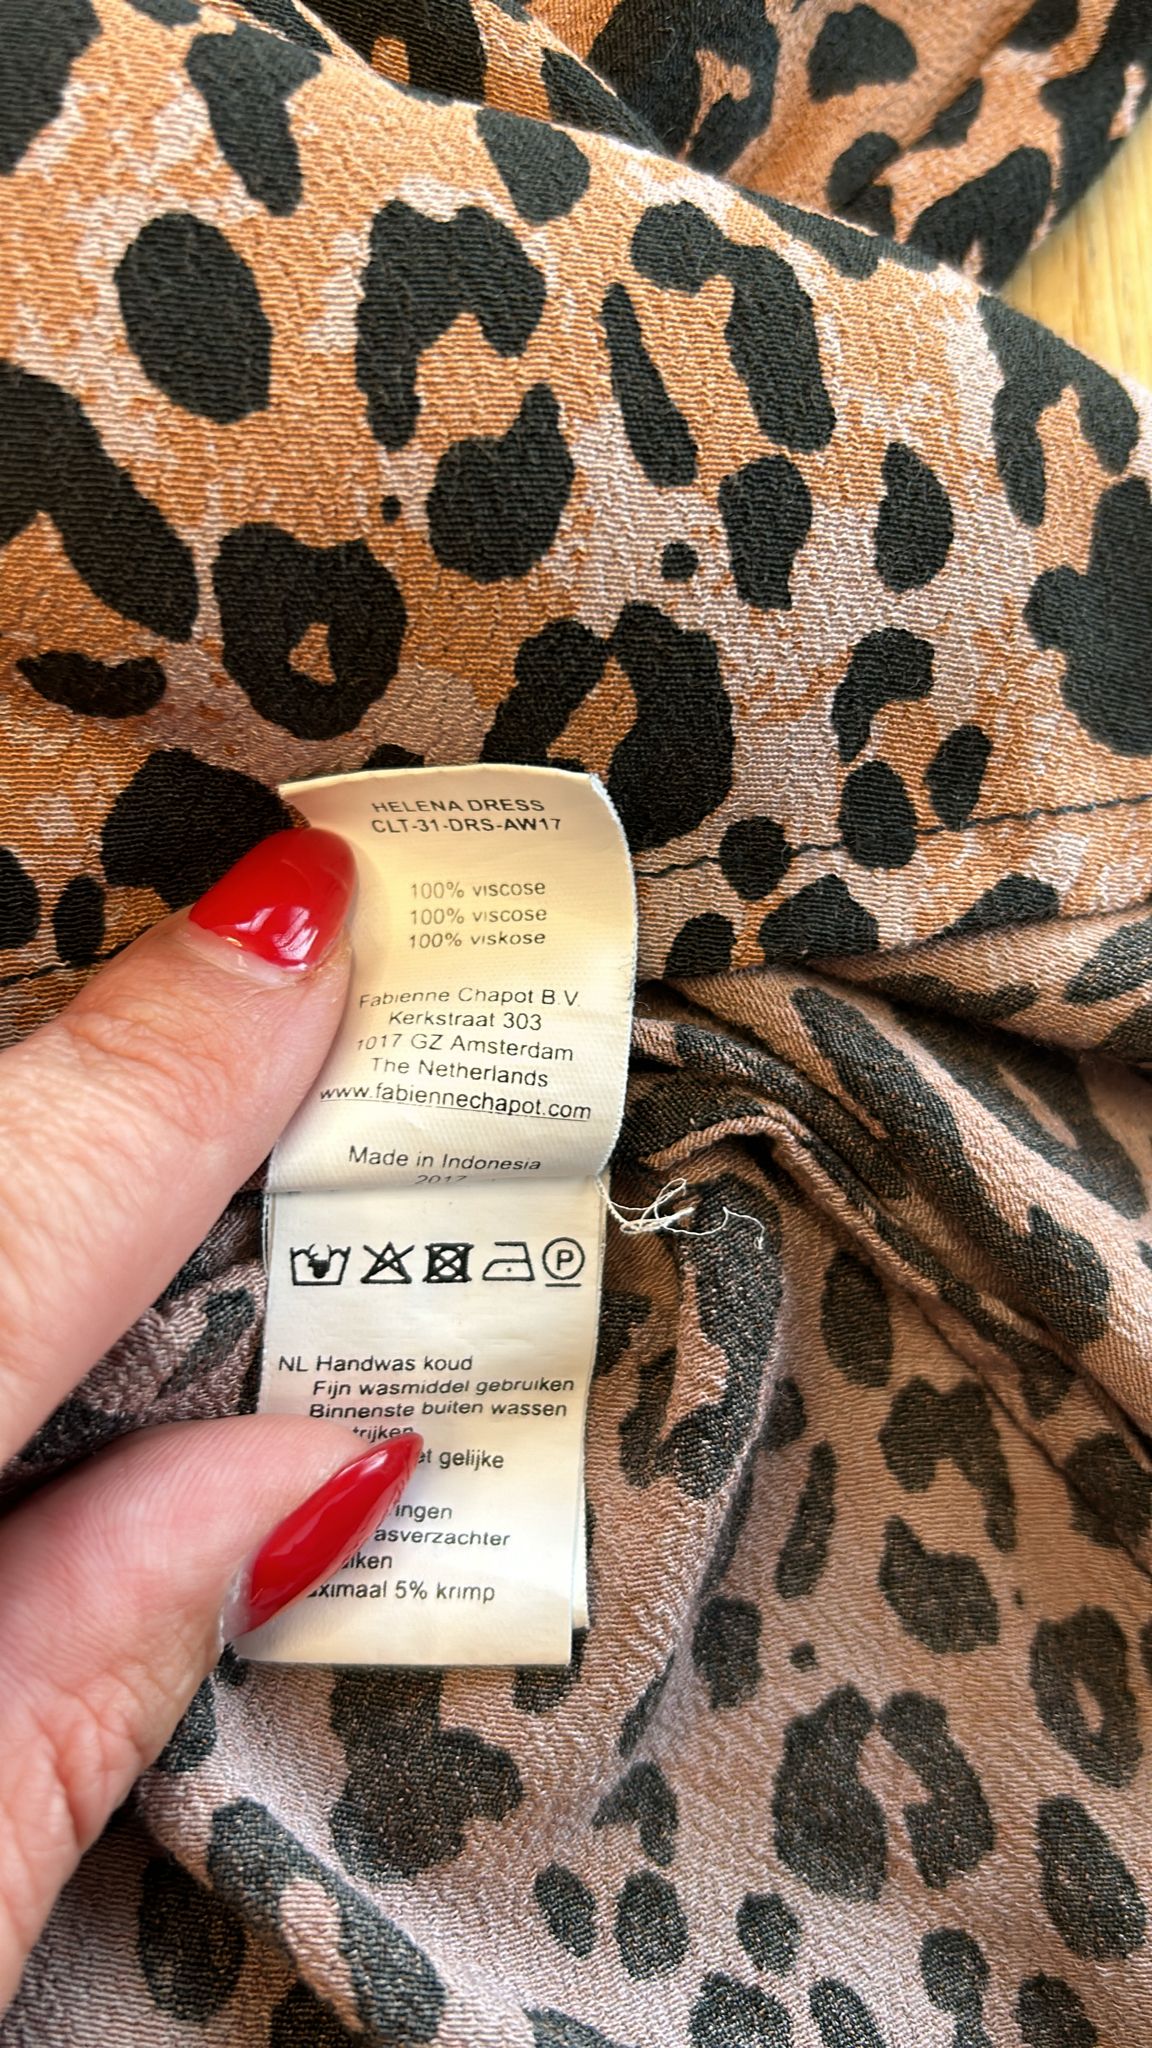 HELENA DRESS
CLT-31-DRS-AW17
100% viscose
100% viscose
100% viskose
Fabienne Chapot B.V.
Kerkstraat 303
1017 GZ Amsterdam
The Netherlands
www.fabiennechapot.com
Made in Indonesia
2017
P
NL Handwas koud
Fijn wasmiddel gebruiken
Binnenste buiten wassen
gelijke
5% krimp